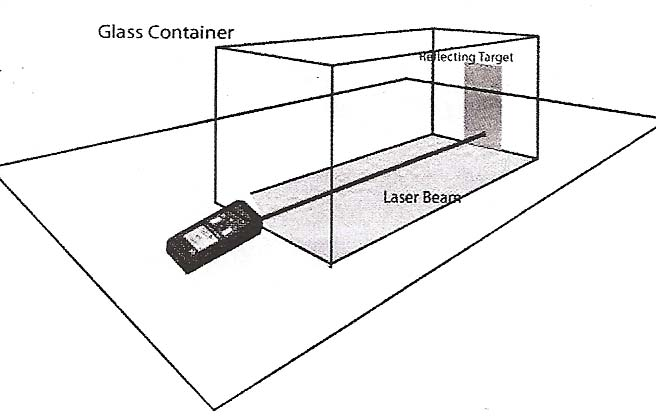 Glass Container
Reflecting Target
Laser Beam